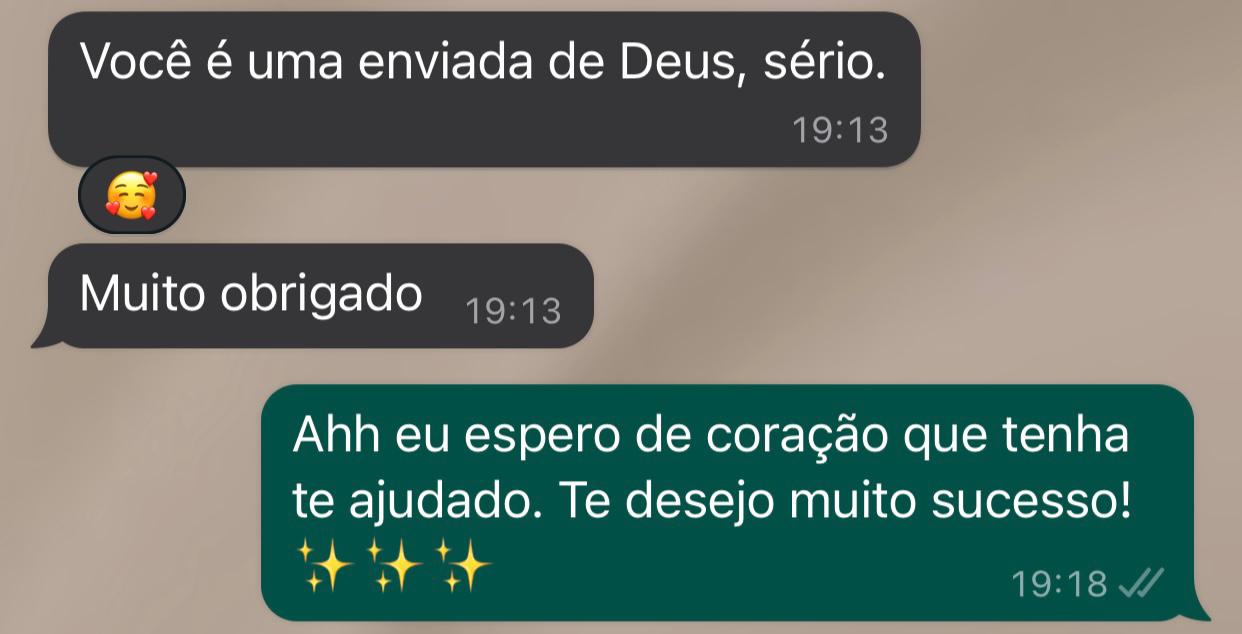 Você é uma enviada de Deus, sério.
19:13
🥰
Muito obrigado 19:13
Ahh eu espero de coração que tenha
te ajudado. Te desejo muito sucesso!
✨✨✨
19:18